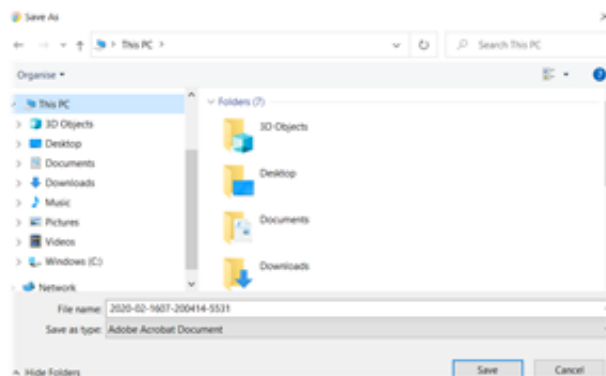 Save As
This PC
Search This PC
Organise
This PC
3D Objects
Desktop
Documents
Downloads
Music
Pictures
Videos
Windows (C:)
Network
Folders (7)
3D Objects
Desktop
Documents
Downloads
File name: 2020-02-1607-200414-5531
Save as type: Adobe Acrobat Document
Hide Folders
Save
Cancel